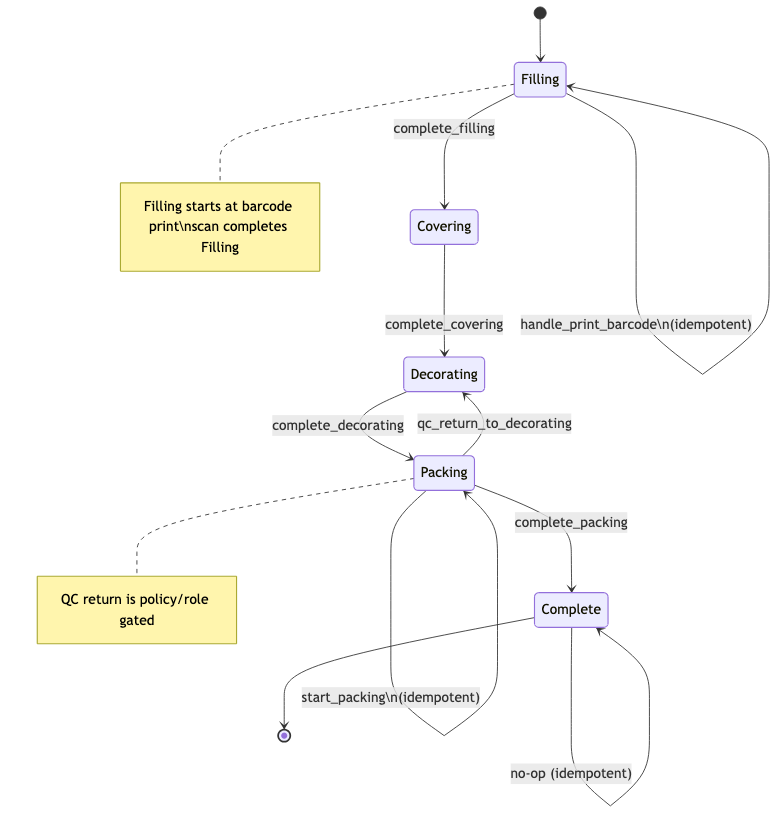 Filling
complete_filling
Filling starts at barcode
print\nscan completes
Filling
Covering
complete_covering
handle_print_barcode\n(idempotent)
Decorating
complete_decorating
qc_return_to_decorating
Packing
complete_packing
QC return is policy/role
gated
Complete
start_packing\n(idempotent)
no-op (idempotent)